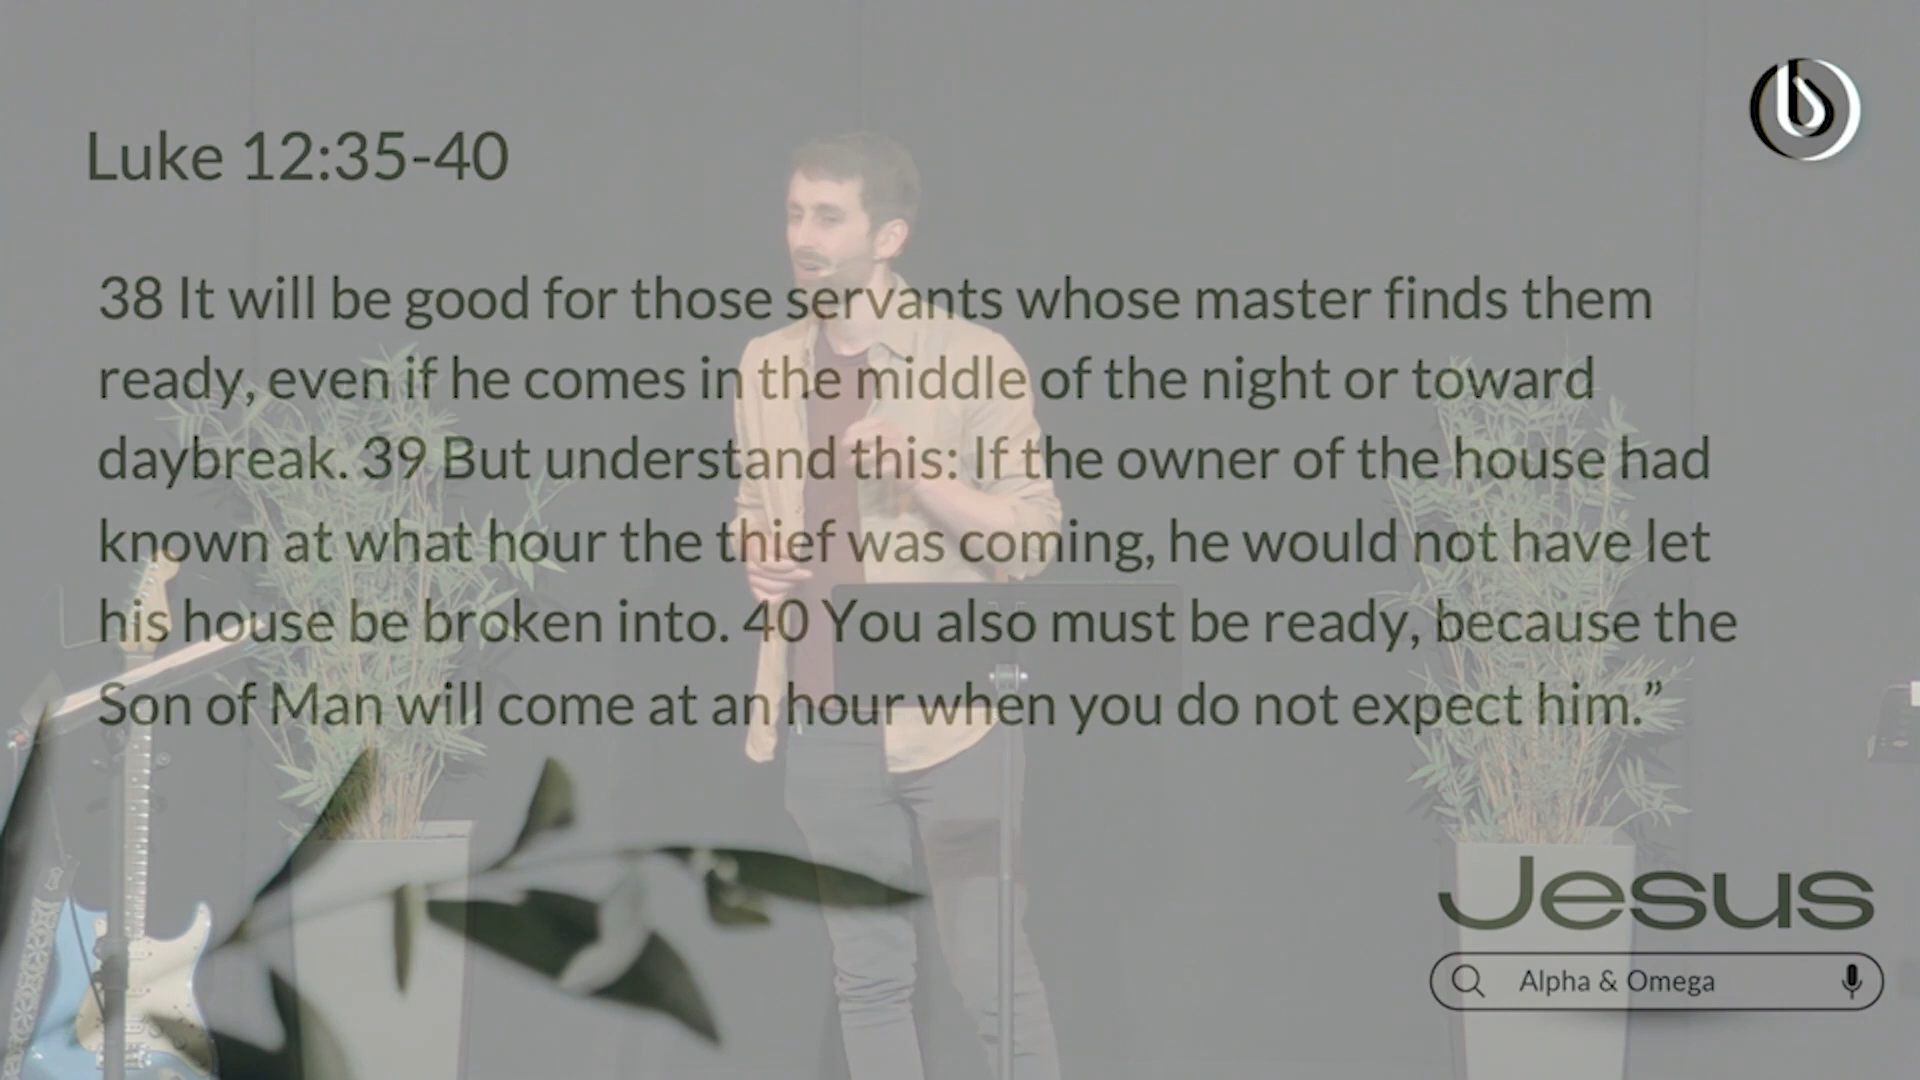 Luke 12:35-40
38 It will be good for those servants whose master finds them
ready, even if he comes in the middle of the night or toward
daybreak. 39 But understand this: If the owner of the house had
known at what hour the thief was coming, he would not have let
his house be broken into. 40 You also must be ready, because the
Son of Man will come at an hour when you do not expect him.”
Jesus
Alpha & Omega